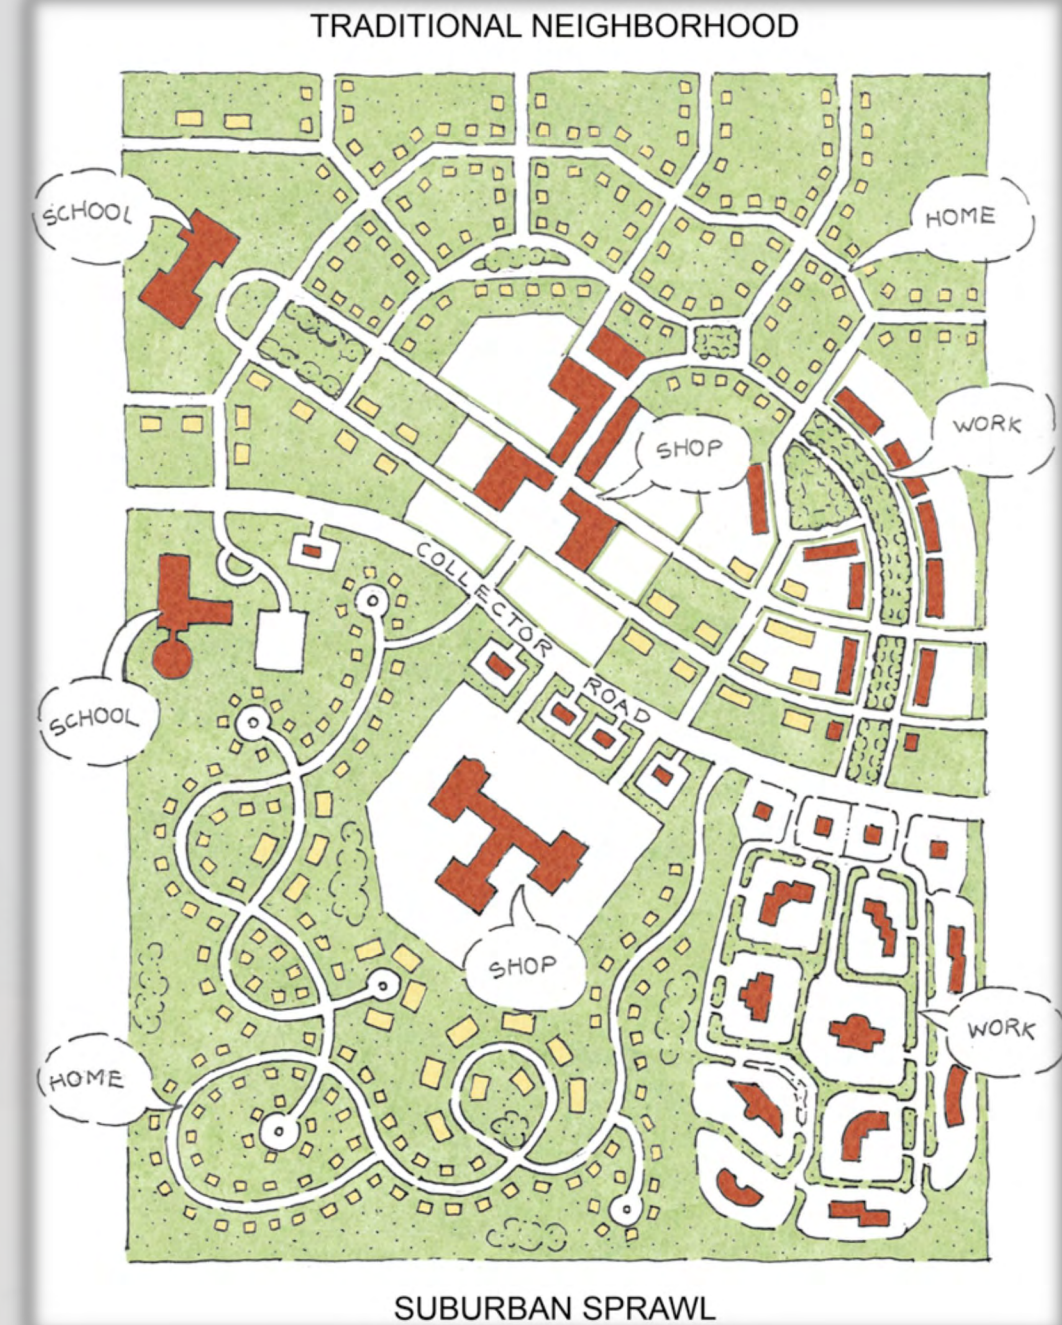 TRADITIONAL NEIGHBORHOOD
SCHOOL
HOME
WORK
SHOP
COLLECTOR ROAD
SCHOOL
SHOP
WORK
HOME
SUBURBAN SPRAWL